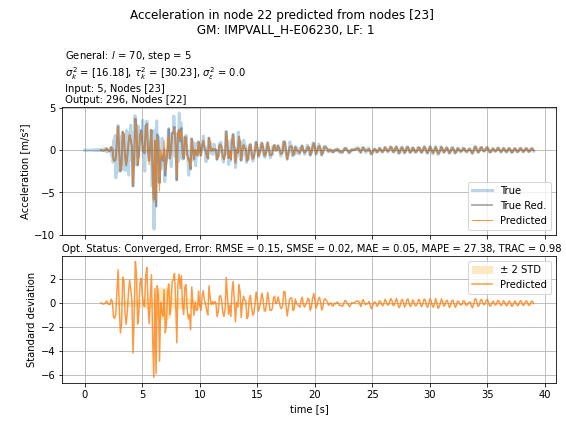 Acceleration in node 22 predicted from nodes [23]
GM: IMPVALL_H-E06230, LF: 1
General: l = 70, step = 5
σ²ₖ = [16.18], τ²ₖ = [30.23], σ²ε = 0.0
Input: 5, Nodes [23]
Output: 296, Nodes [22]
Acceleration [m/s²]
5
0
−5
−10
True
True Red.
Predicted
Opt. Status: Converged, Error: RMSE = 0.15, SMSE = 0.02, MAE = 0.05, MAPE = 27.38, TRAC = 0.98
Standard deviation
2
0
−2
−4
−6
± 2 STD
Predicted
0 5 10 15 20 25 30 35 40
time [s]